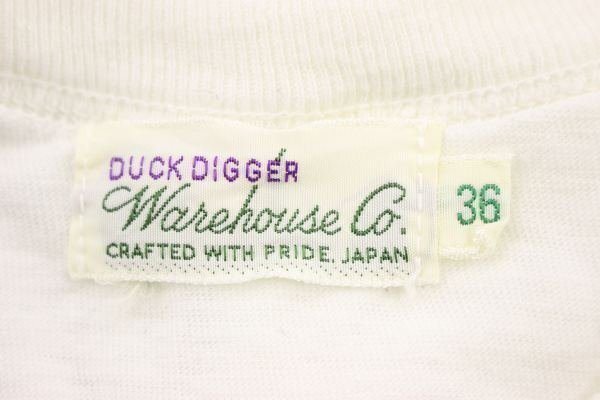 DUCK DIGGER
Warehouse Co.
CRAFTED WITH PRIDE. JAPAN
36